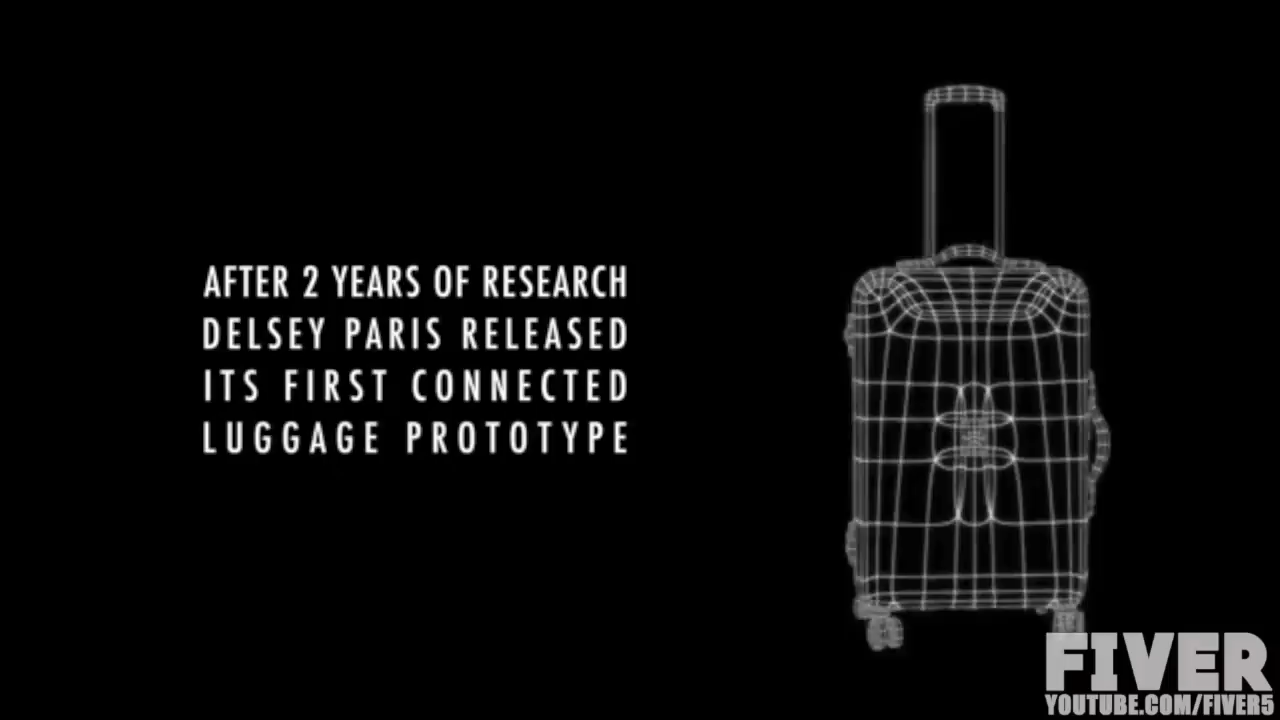 AFTER 2 YEARS OF RESEARCH
DELSEY PARIS RELEASED
ITS FIRST CONNECTED
LUGGAGE PROTOTYPE
FIVER
YOUTUBE.COM/FIVER5